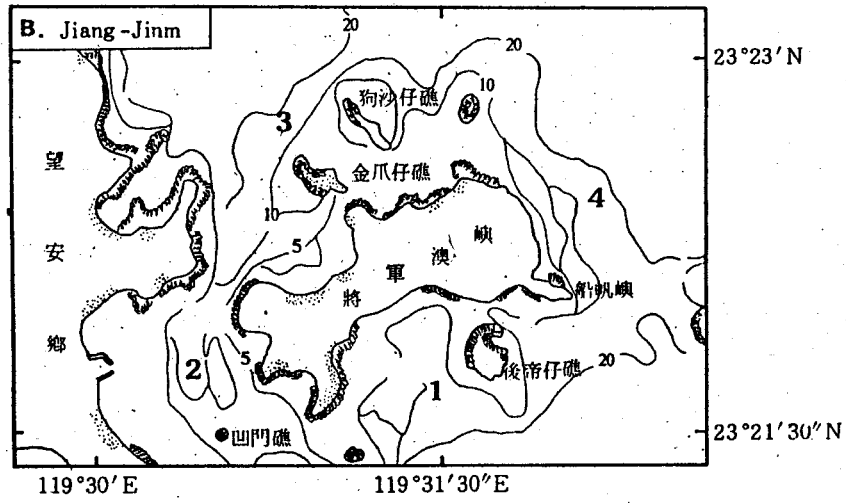 B. Jiang-Jinm
20
20
23°23′N
狗沙仔礁
10
3
望安鄉
金爪仔礁
4
10
5
將軍澳嶼
船帆嶼
2
5
後帝仔礁
20
1
凹門礁
23°21′30″N
119°30′E
119°31′30″E